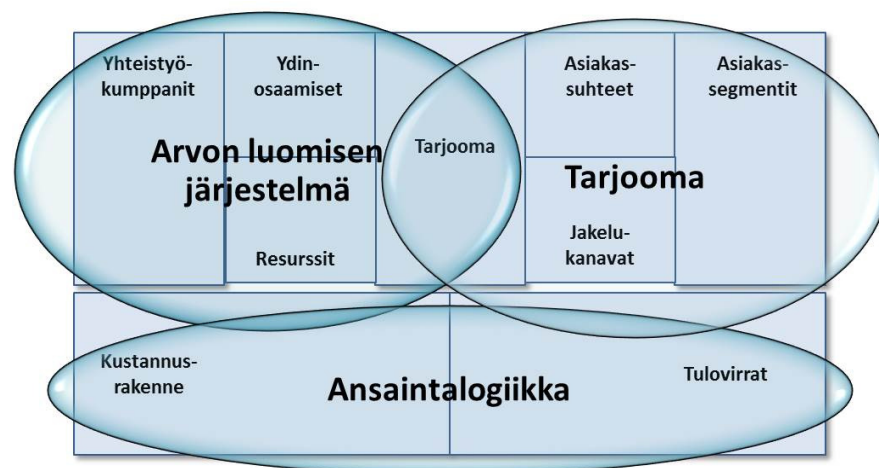 Yhteistyö-
kumppanit
Ydin-
osaamiset
Arvon luomisen
järjestelmä
Resurssit
Tarjooma
Asiakas-
suhteet
Asiakas-
segmentit
Tarjooma
Jakelu-
kanavat
Kustannus-
rakenne
Ansaintalogiikka
Tulovirrat